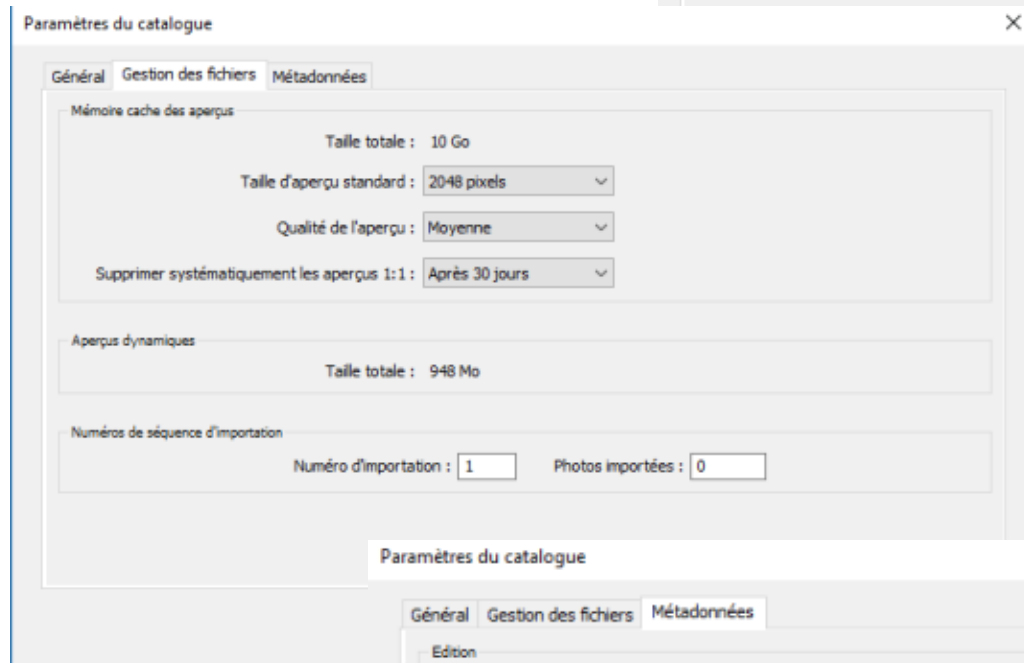 Paramètres du catalogue
Général Gestion des fichiers Métadonnées
Mémoire cache des aperçus
Taille totale : 10 Go
Taille d'aperçu standard : 2048 pixels
Qualité de l'aperçu : Moyenne
Supprimer systématiquement les aperçus 1:1 : Après 30 jours
Aperçus dynamiques
Taille totale : 948 Mo
Numéros de séquence d'importation
Numéro d'importation : 1 Photos importées : 0
Paramètres du catalogue
Général Gestion des fichiers Métadonnées
Edition